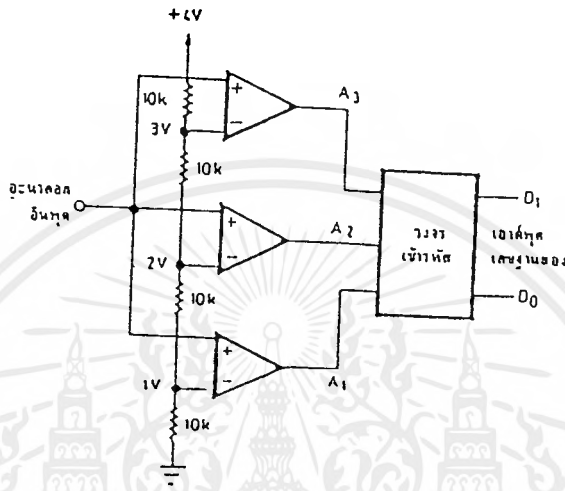 +4V
10k
+
-
A3
3V
10k
อะนาลอก
อินพุต
+
-
A2
2V
10k
วงจร
เข้ารหัส
D1
เอาต์พุต
เลขฐานสอง
D0
+
-
A1
1V
10k